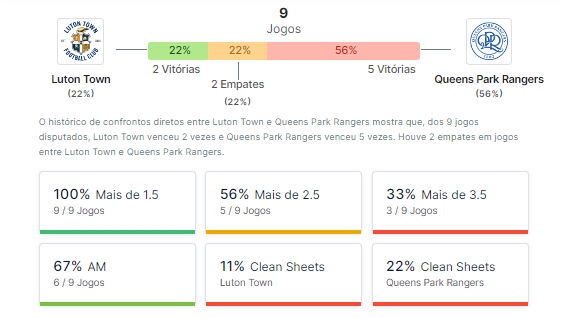 9
Jogos
LUTON TOWN
FOOTBALL CLUB
22%
22%
56%
2 Vitórias
5 Vitórias
2 Empates
(22%)
Luton Town
(22%)
Queens Park Rangers
(56%)
O histórico de confrontos diretos entre Luton Town e Queens Park Rangers mostra que, dos 9 jogos
disputados, Luton Town venceu 2 vezes e Queens Park Rangers venceu 5 vezes. Houve 2 empates em jogos
entre Luton Town e Queens Park Rangers.
100% Mais de 1.5
9 / 9 Jogos
56% Mais de 2.5
5 / 9 Jogos
33% Mais de 3.5
3 / 9 Jogos
67% AM
6 / 9 Jogos
11% Clean Sheets
Luton Town
22% Clean Sheets
Queens Park Rangers